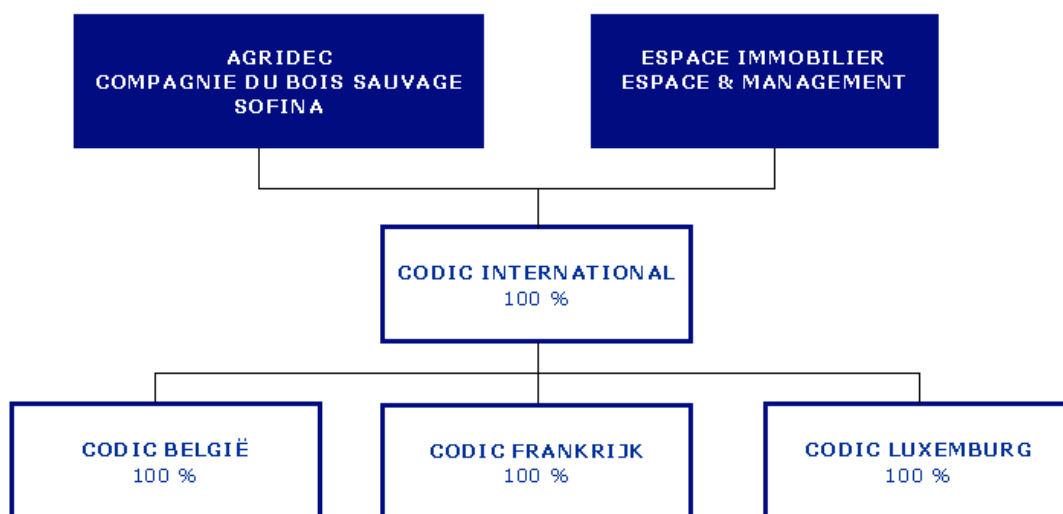 AGRIDEC
COMPAGNIE DU BOIS SAUVAGE
SOFINA
ESPACE IMMOBILIER
ESPACE & MANAGEMENT
CODIC INTERNATIONAL
100 %
CODIC BELGIË
100 %
CODIC FRANKRIJK
100 %
CODIC LUXEMBURG
100 %